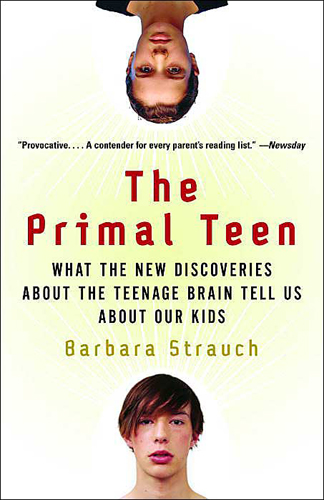 "Provocative. . . . A contender for every parent's reading list." —Newsday
The
Primal Teen
WHAT THE NEW DISCOVERIES
ABOUT THE TEENAGE BRAIN TELL US
ABOUT OUR KIDS
Barbara Strauch